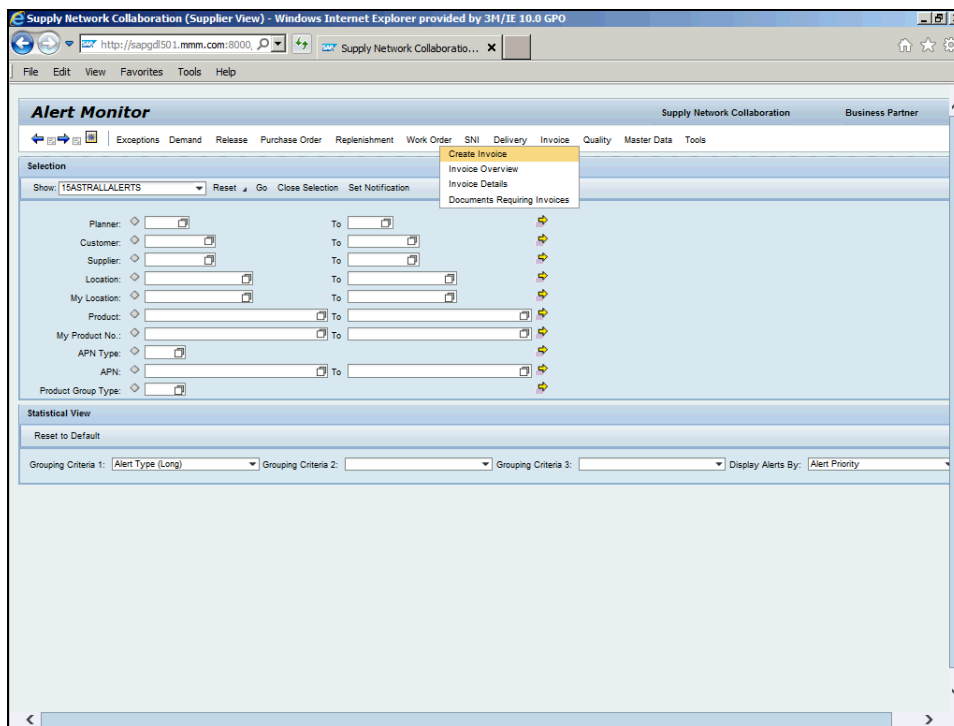 Supply Network Collaboration (Supplier View) - Windows Internet Explorer provided by 3M/IE 10.0 GPO
http://sapgdl501.mmm.com:8000, Supply Network Collaboratio...
File Edit View Favorites Tools Help
Alert Monitor Supply Network Collaboration Business Partner
Exceptions Demand Release Purchase Order Replenishment Work Order SNI Delivery Invoice Quality Master Data Tools
Create Invoice
Invoice Overview
Invoice Details
Documents Requiring Invoices
Selection
Show: 15ASTRALLALERTS Reset Go Close Selection Set Notification
Planner: To
Customer: To
Supplier: To
Location: To
My Location: To
Product: To
My Product No.: To
APN Type:
APN: To
Product Group Type:
Statistical View
Reset to Default
Grouping Criteria 1: Alert Type (Long) Grouping Criteria 2: Grouping Criteria 3: Display Alerts By: Alert Priority